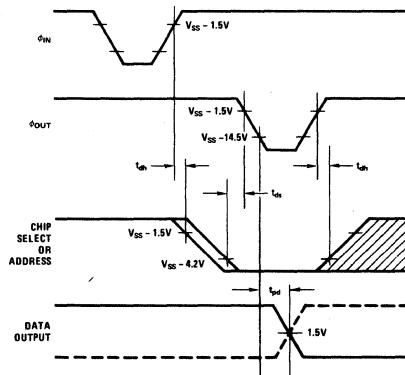 φIN
VSS – 1.5V
φOUT
VSS – 1.5V
VSS – 14.5V
tdh
tds
tdh
CHIP
SELECT
OR
ADDRESS
VSS – 1.5V
VSS – 4.2V
tpd
DATA
OUTPUT
1.5V